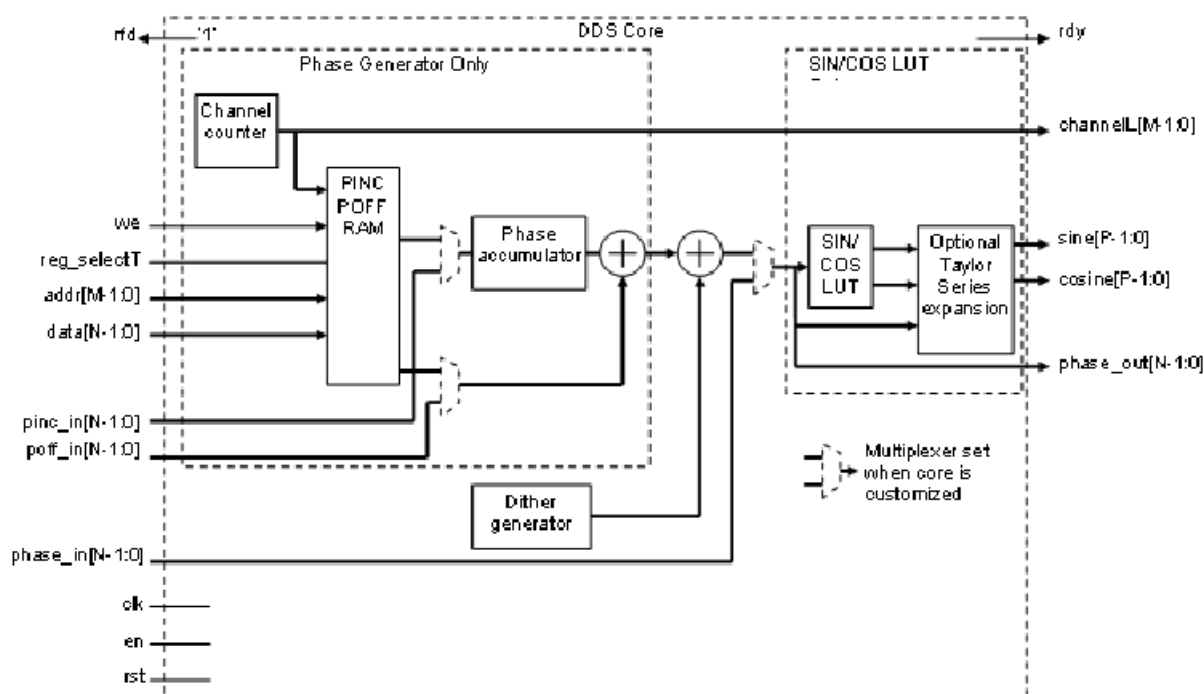 rfd
'1'
DDS Core
rdy
Phase Generator Only
SIN/COS LUT
Channel
counter
channelL[M-1:0]
PINC
POFF
RAM
we
reg_selectT
addr[M-1:0]
data[N-1:0]
Phase
accumulator
SIN/
COS
LUT
Optional
Taylor
Series
expansion
sine[P-1:0]
cosine[P-1:0]
phase_out[N-1:0]
pinc_in[N-1:0]
poff_in[N-1:0]
Multiplexer set
when core is
customized
Dither
generator
phase_in[N-1:0]
clk
en
rst